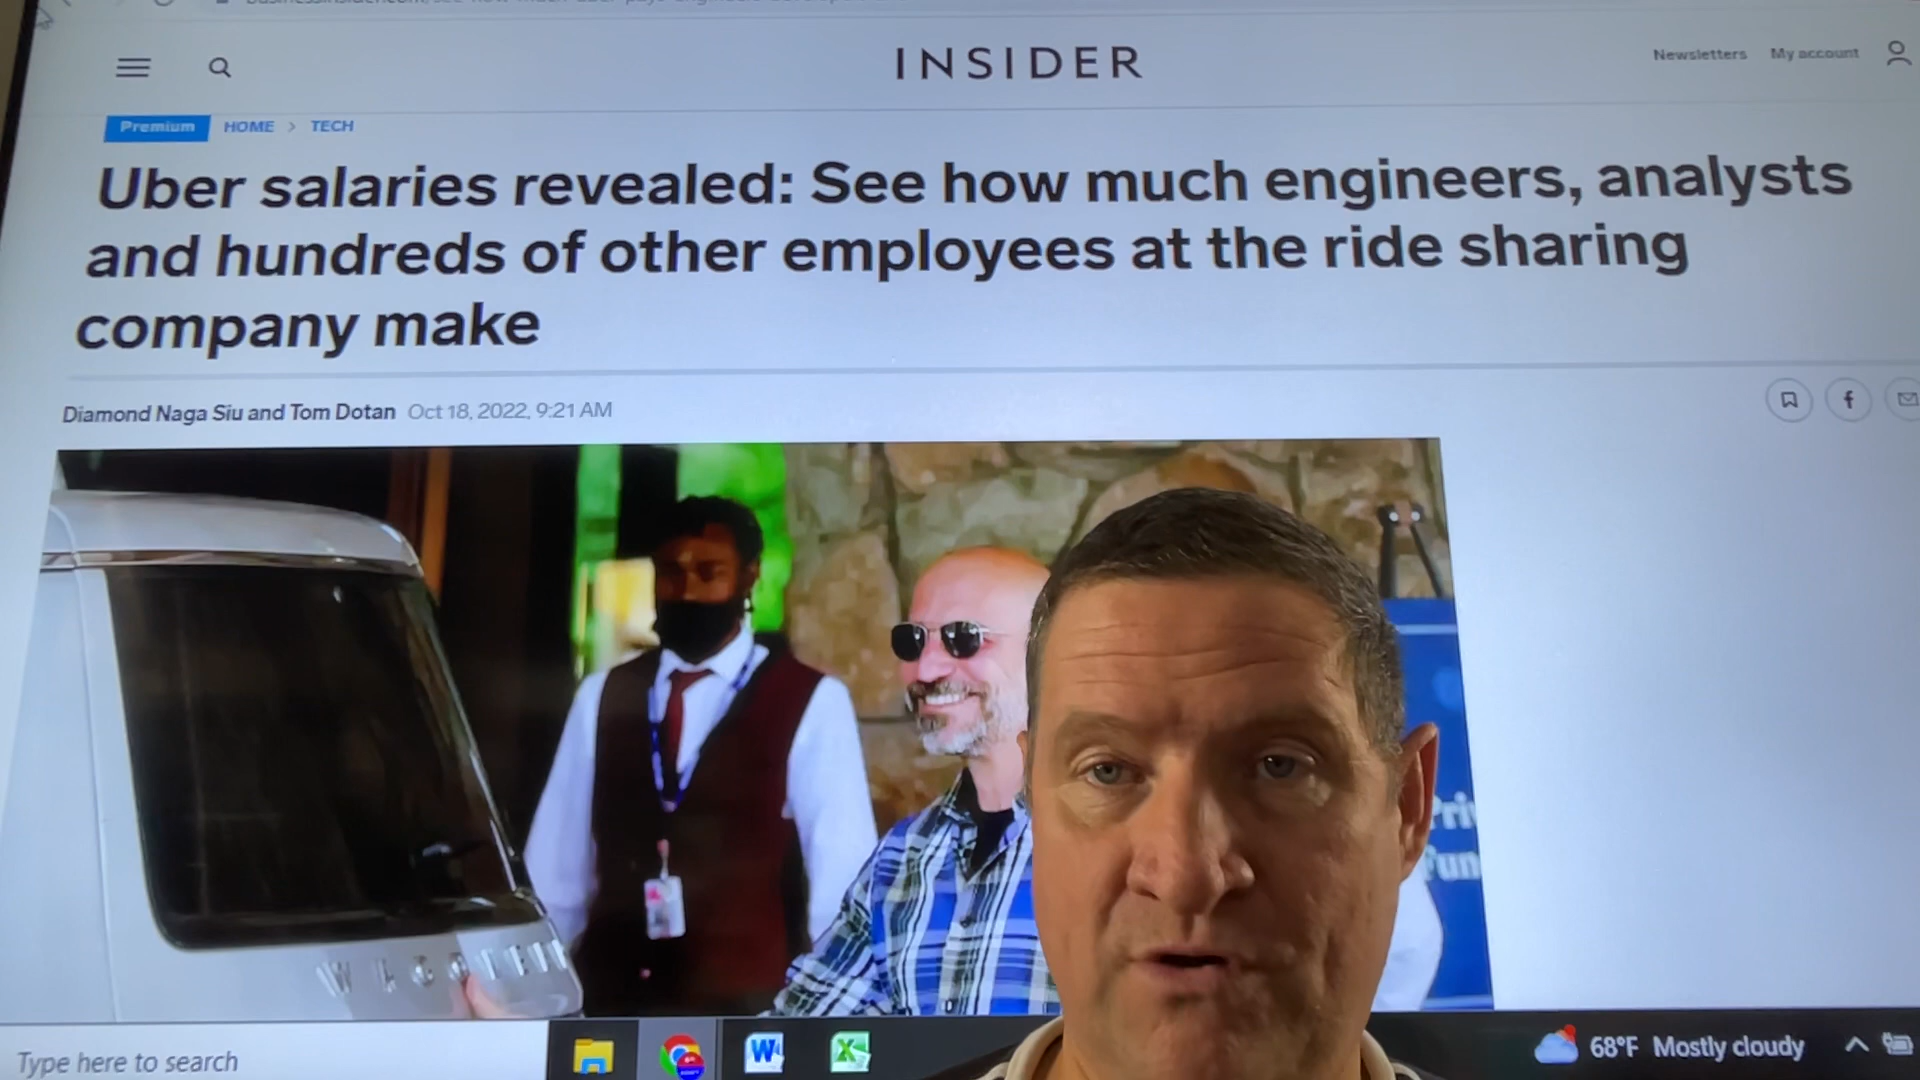 INSIDER
Newsletters My account
Premium HOME > TECH
Uber salaries revealed: See how much engineers, analysts
and hundreds of other employees at the ride sharing
company make
Diamond Naga Siu and Tom Dotan Oct 18, 2022, 9:21 AM
Type here to search
68°F Mostly cloudy